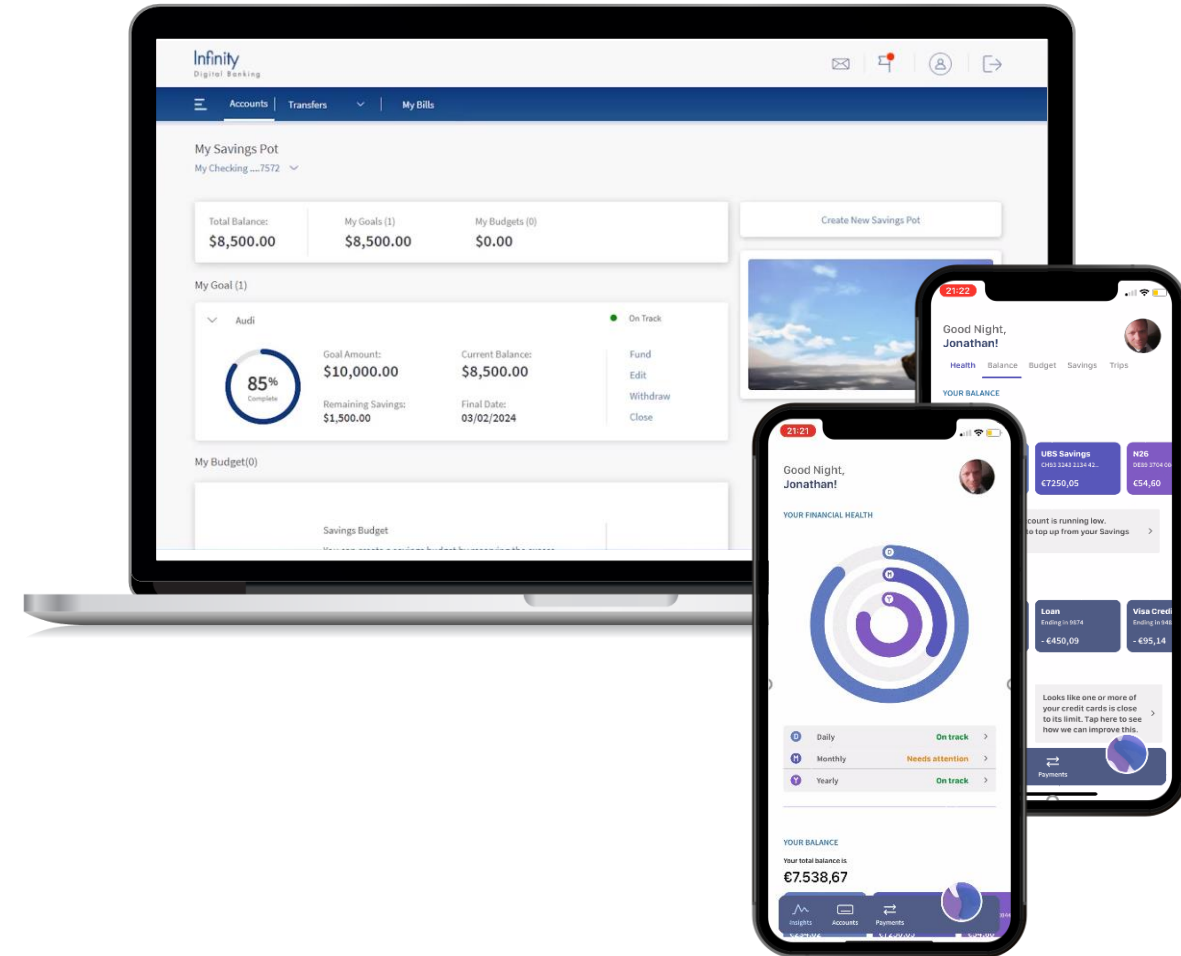 Infinity
Digital Banking
Accounts
Transfers
My Bills
My Savings Pot
My Checking ....7572
Total Balance:
$8,500.00
My Goals (1)
$8,500.00
My Budgets (0)
$0.00
Create New Savings Pot
My Goal (1)
Audi
On Track
85%
Complete
Goal Amount:
$10,000.00
Current Balance:
$8,500.00
Remaining Savings:
$1,500.00
Final Date:
03/02/2024
Fund
Edit
Withdraw
Close
My Budget(0)
Savings Budget
21:22
Good Night,
Jonathan!
Health Balance Budget Savings Trips
YOUR BALANCE
UBS Savings
€7250,05
N26
€54,60
count is running low.
to top up from your Savings
Loan
Ending in 9874
- €450,09
Visa Credi
- €95,14
Looks like one or more of
your credit cards is close
to its limit. Tap here to see
how we can improve this.
Payments
21:21
Good Night,
Jonathan!
YOUR FINANCIAL HEALTH
D
M
Y
D Daily On track
M Monthly Needs attention
Y Yearly On track
YOUR BALANCE
Your total balance is
€7.538,67
Insights
Accounts
Payments